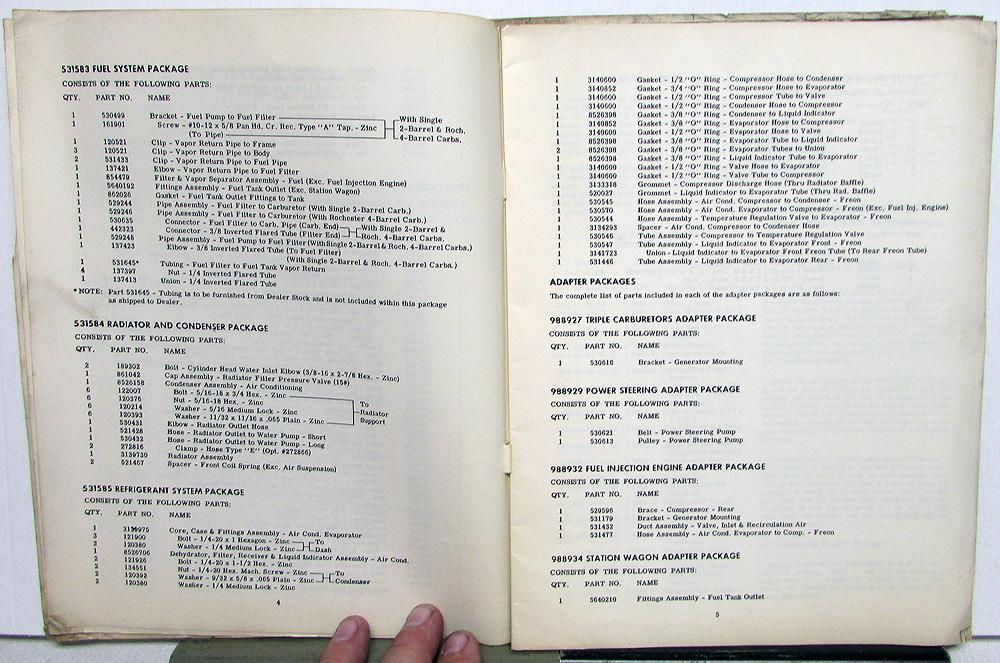 531583 FUEL SYSTEM PACKAGE
CONSISTS OF THE FOLLOWING PARTS:
QTY. PART NO. NAME
1 530499 Bracket - Fuel Pump to Fuel Filter
1 161901 Screw - #10-12 x 5/8 Pan Hd. Cr. Rec. Type "A" Tap. - Zinc
(To Pipe)
With Single
2-Barrel & Roch.
4-Barrel Carbs.
1 120521 Clip - Vapor Return Pipe to Frame
3 120521 Clip - Vapor Return Pipe to Body
2 531433 Clip - Vapor Return Pipe to Fuel Pipe
1 137421 Elbow - Vapor Return Pipe to Fuel Filter
1 854479 Filter & Vapor Separator Assembly - Fuel (Exc. Fuel Injection Engine)
1 5640192 Fittings Assembly - Fuel Tank Outlet (Exc. Station Wagon)
1 862026 Gasket - Fuel Tank Outlet Fittings to Tank
1 529244 Pipe Assembly - Fuel Filter to Carburetor (With Single 2-Barrel Carb.)
1 529246 Pipe Assembly - Fuel Filter to Carburetor (With Rochester 4-Barrel Carb.)
1 530635 Connector - Fuel Filter to Carb. Pipe (Carb. End)
1 442323 Connector - 3/8 Inverted Flared Tube (Filter End)
With Single 2-Barrel &
Roch. 4-Barrel Carbs.
1 529248 Pipe Assembly - Fuel Pump to Fuel Filter (With Single 2-Barrel & Roch. 4-Barrel Carbs.)
1 137423 Elbow - 3/8 Inverted Flared Tube (To Fuel Filter)
(With Single 2-Barrel & Roch. 4-Barrel Carbs.)
1 531645* Tubing - Fuel Filter to Fuel Tank Vapor Return
4 137397 Nut - 1/4 Inverted Flared Tube
1 137413 Union - 1/4 Inverted Flared Tube
*NOTE: Part 531645 - Tubing is to be furnished from Dealer Stock and is not included within this package
as shipped to Dealer.
531584 RADIATOR AND CONDENSER PACKAGE
CONSISTS OF THE FOLLOWING PARTS:
QTY. PART NO. NAME
2 189302 Bolt - Cylinder Head Water Inlet Elbow (3/8-16 x 2-7/8 Hex. - Zinc)
1 861042 Cap Assembly - Radiator Filler Pressure Valve (15#)
1 8526158 Condenser Assembly - Air Conditioning
6 122007 Bolt - 5/16-18 x 3/4 Hex. - Zinc
6 120376 Nut - 5/16-18 Hex. - Zinc
6 120214 Washer - 5/16 Medium Lock - Zinc
6 120393 Washer - 11/32 x 11/16 x .065 Plain - Zinc
To
Radiator
Support
1 530431 Elbow - Radiator Outlet Hose
1 521428 Hose - Radiator Outlet to Water Pump - Short
1 530432 Hose - Radiator Outlet to Water Pump - Long
2 272816 Clamp - Hose Type "E" (Opt. #272866)
1 3139730 Radiator Assembly
2 521467 Spacer - Front Coil Spring (Exc. Air Suspension)
531585 REFRIGERANT SYSTEM PACKAGE
CONSISTS OF THE FOLLOWING PARTS:
QTY. PART NO. NAME
1 3139975 Core, Case & Fittings Assembly - Air Cond. Evaporator
3 121900 Bolt - 1/4-20 x 1 Hexagon - Zinc
3 120380 Washer - 1/4 Medium Lock - Zinc
To
Dash
1 8526706 Dehydrator, Filter, Receiver & Liquid Indicator Assembly - Air Cond.
2 121926 Bolt - 1/4-20 x 1-1/2 Hex. - Zinc
2 134551 Nut - 1/4-20 Hex. Mach. Screw - Zinc
2 120392 Washer - 9/32 x 5/8 x .065 Plain - Zinc
2 120380 Washer - 1/4 Medium Lock - Zinc
To
Condenser
4
1 3140600 Gasket - 1/2 "O" Ring - Compressor Hose to Condenser
1 3140852 Gasket - 3/4 "O" Ring - Compressor Hose to Evaporator
1 3140600 Gasket - 1/2 "O" Ring - Compressor Tube to Valve
1 3140600 Gasket - 1/2 "O" Ring - Condenser Hose to Compressor
1 8526398 Gasket - 3/8 "O" Ring - Condenser to Liquid Indicator
1 3140852 Gasket - 3/4 "O" Ring - Evaporator Hose to Compressor
1 3140600 Gasket - 1/2 "O" Ring - Evaporator Hose to Valve
1 8526398 Gasket - 3/8 "O" Ring - Evaporator Tube to Liquid Indicator
2 8526398 Gasket - 3/8 "O" Ring - Evaporator Tubes to Union
2 8526398 Gasket - 3/8 "O" Ring - Liquid Indicator Tube to Evaporator
1 3140600 Gasket - 1/2 "O" Ring - Valve Hose to Evaporator
1 3140600 Gasket - 1/2 "O" Ring - Valve Tube to Compressor
1 3133318 Grommet - Compressor Discharge Hose (Thru Radiator Baffle)
1 520027 Grommet - Liquid Indicator to Evaporator Tube (Thru Rad. Baffle)
1 530545 Hose Assembly - Air Cond. Compressor to Condenser - Freon
1 530570 Hose Assembly - Air Cond. Evaporator to Compressor - Freon (Exc. Fuel Inj. Engine)
1 530544 Hose Assembly - Temperature Regulation Valve to Evaporator - Freon
1 3134293 Spacer - Air Cond. Compressor to Condenser Hose
1 530546 Tube Assembly - Compressor to Temperature Regulation Valve
1 530547 Tube Assembly - Liquid Indicator to Evaporator Front - Freon
1 3141723 Union - Liquid Indicator to Evaporator Front Freon Tube (To Rear Freon Tube)
1 531446 Tube Assembly - Liquid Indicator to Evaporator Rear - Freon
ADAPTER PACKAGES
The complete list of parts included in each of the adapter packages are as follows:
988927 TRIPLE CARBURETORS ADAPTER PACKAGE
CONSISTS OF THE FOLLOWING PARTS:
QTY. PART NO. NAME
1 530616 Bracket - Generator Mounting
988929 POWER STEERING ADAPTER PACKAGE
CONSISTS OF THE FOLLOWING PARTS:
QTY. PART NO. NAME
1 530621 Belt - Power Steering Pump
1 530613 Pulley - Power Steering Pump
988932 FUEL INJECTION ENGINE ADAPTER PACKAGE
CONSISTS OF THE FOLLOWING PARTS:
QTY. PART NO. NAME
1 529596 Brace - Compressor - Rear
1 531179 Bracket - Generator Mounting
1 531432 Duct Assembly - Valve, Inlet & Recirculation Air
1 531477 Hose Assembly - Air Cond. Evaporator to Comp. - Freon
988934 STATION WAGON ADAPTER PACKAGE
CONSISTS OF THE FOLLOWING PARTS:
QTY. PART NO. NAME
1 5640210 Fittings Assembly - Fuel Tank Outlet
5